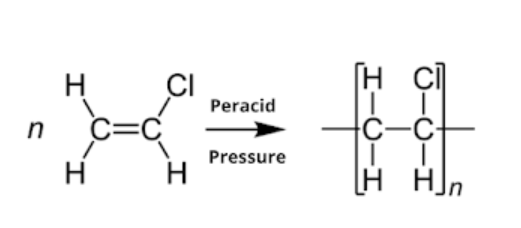 H Cl H Cl
n C=C Peracid C C
Pressure
H H H H n